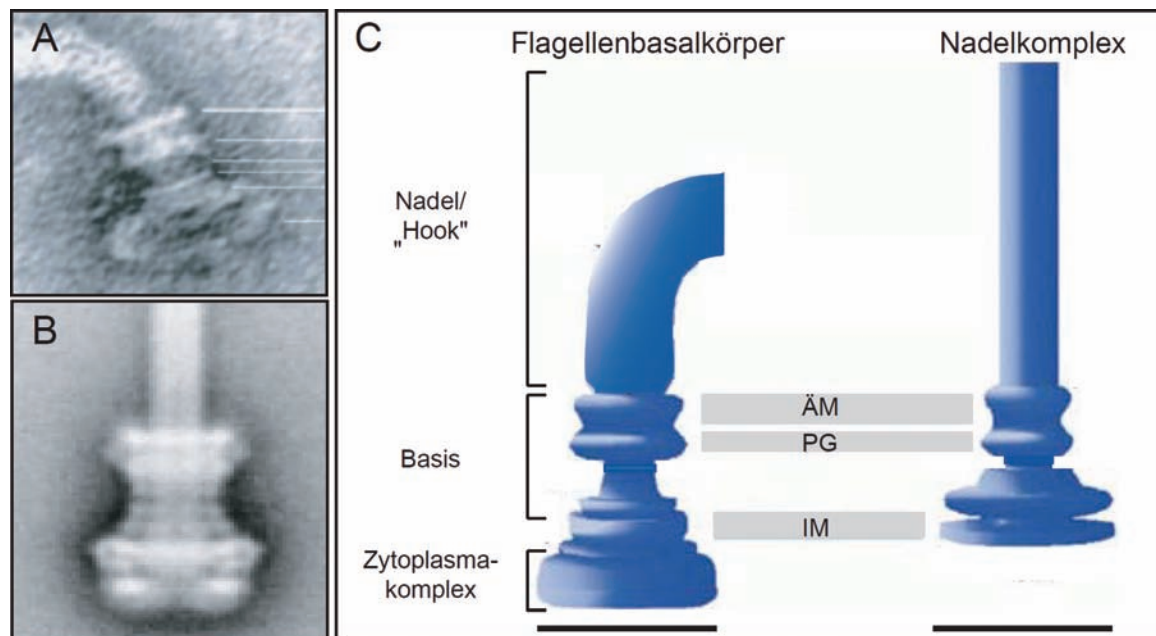 A
B
C
Flagellenbasalkörper
Nadelkomplex
Nadel/
"Hook"
ÄM
PG
Basis
IM
Zytoplasma-
komplex